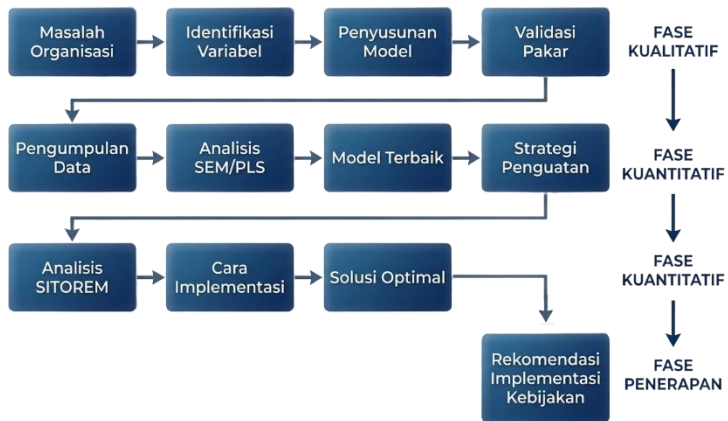 Masalah
Organisasi
Identifikasi
Variabel
Penyusunan
Model
Validasi
Pakar
FASE
KUALITATIF
Pengumpulan
Data
Analisis
SEM/PLS
Model Terbaik
Strategi
Penguatan
FASE
KUANTITATIF
Analisis
SITOREM
Cara
Implementasi
Solusi Optimal
FASE
KUANTITATIF
Rekomendasi
Implementasi
Kebijakan
FASE
PENERAPAN